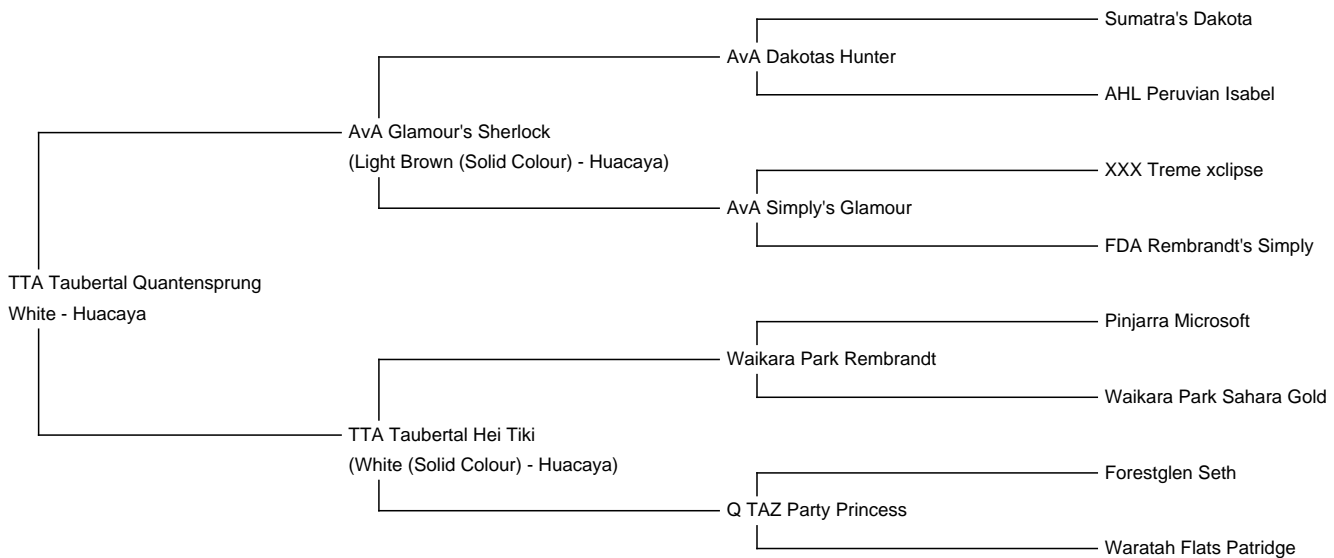 Sumatra's Dakota
AvA Dakotas Hunter
AHL Peruvian Isabel
AvA Glamour's Sherlock
(Light Brown (Solid Colour) - Huacaya)
XXX Treme xclipse
AvA Simply's Glamour
FDA Rembrandt's Simply
TTA Taubertal Quantensprung
White - Huacaya
Pinjarra Microsoft
Waikara Park Rembrandt
Waikara Park Sahara Gold
TTA Taubertal Hei Tiki
(White (Solid Colour) - Huacaya)
Forestglen Seth
Q TAZ Party Princess
Waratah Flats Patridge